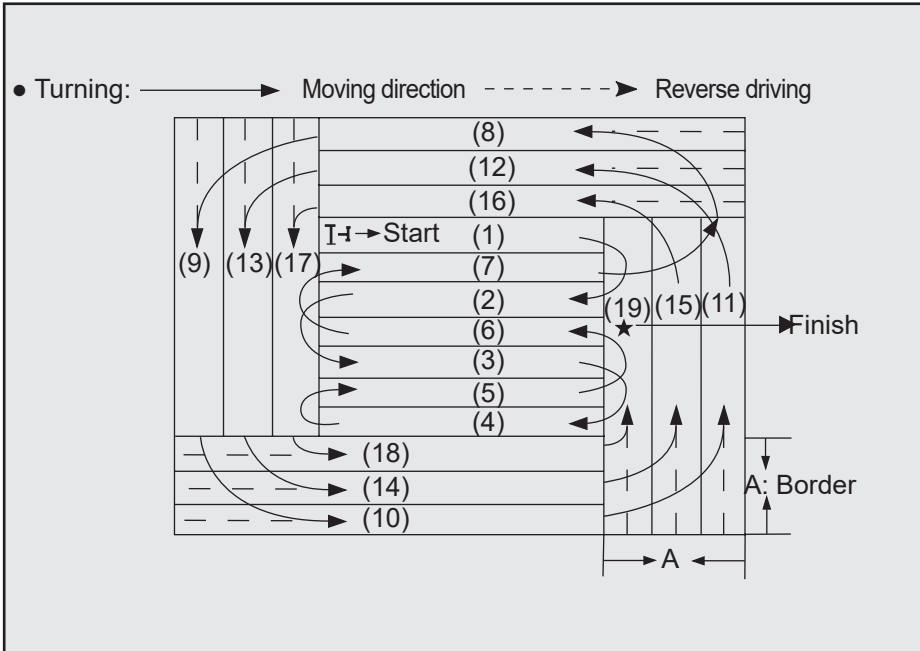 ● Turning: Moving direction Reverse driving
(8)
(12)
(16)
Start (1)
(9) (13) (17) (7)
(2)
(19) (15) (11)
(6)
Finish
(3)
(5)
(4)
(18)
(14)
A: Border
(10)
A